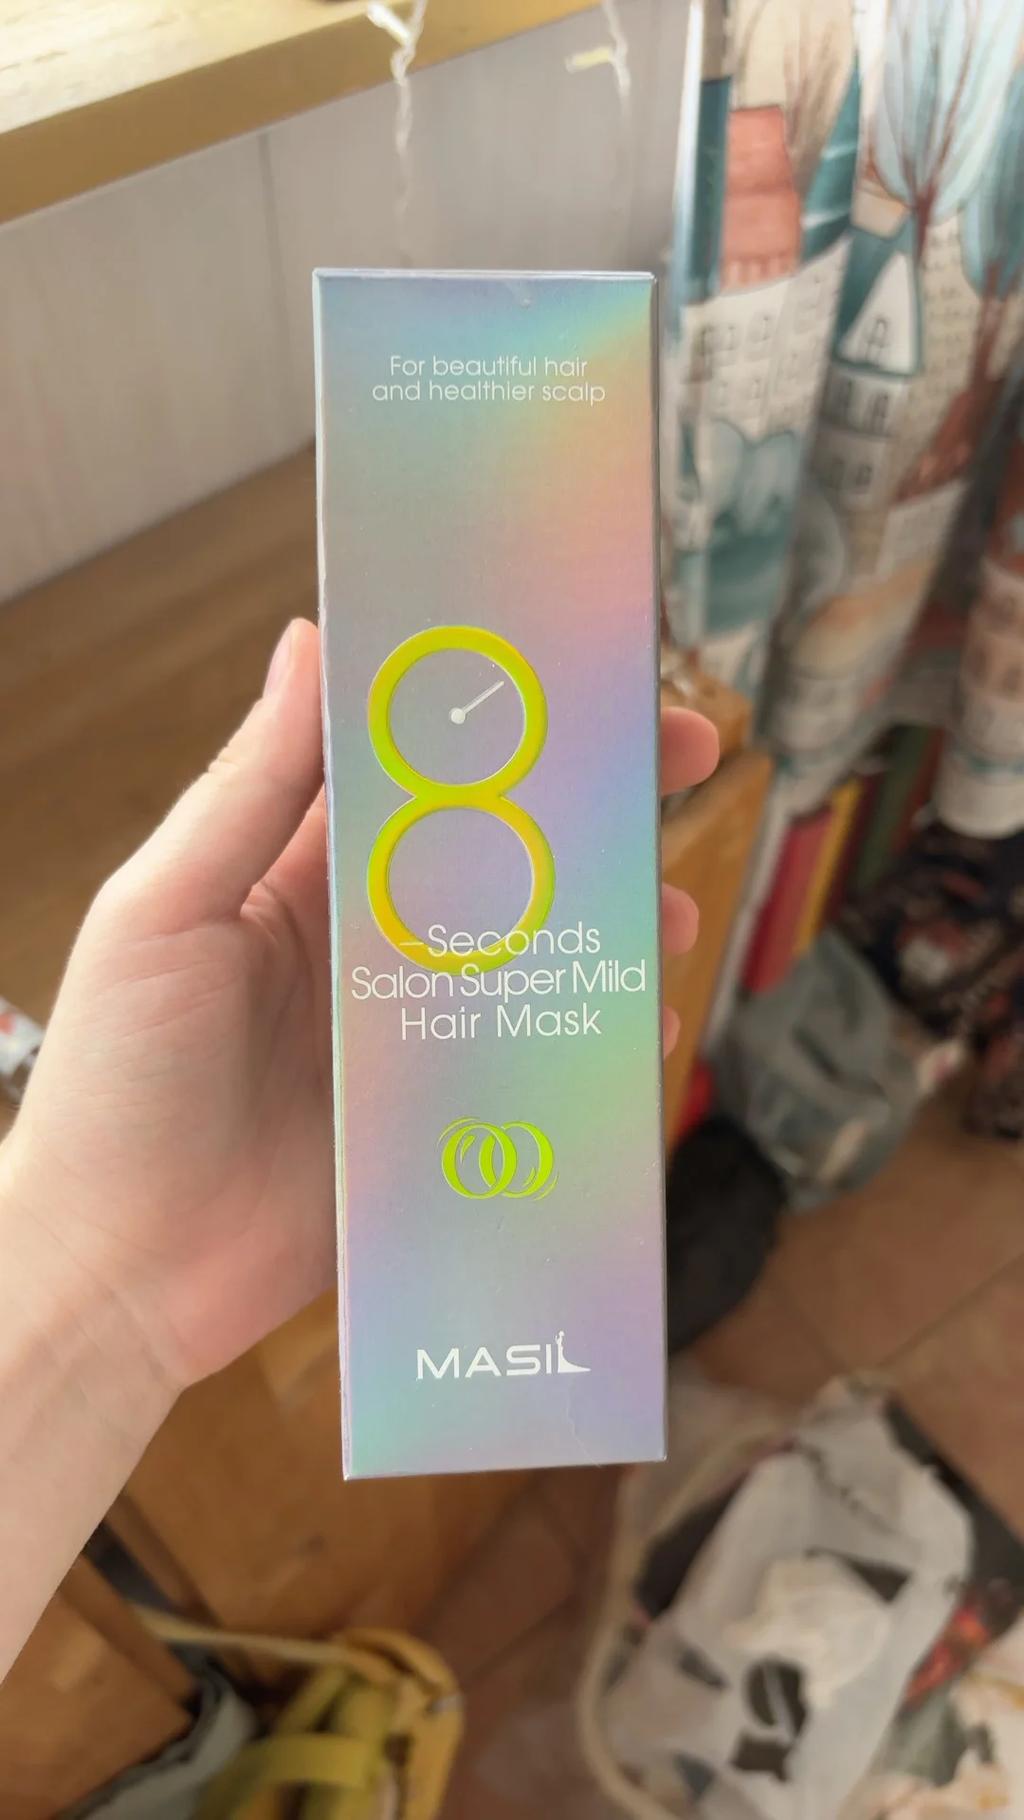 For beautiful hair
and healthier scalp
8
Seconds
Salon Super Mild
Hair Mask
MASIL